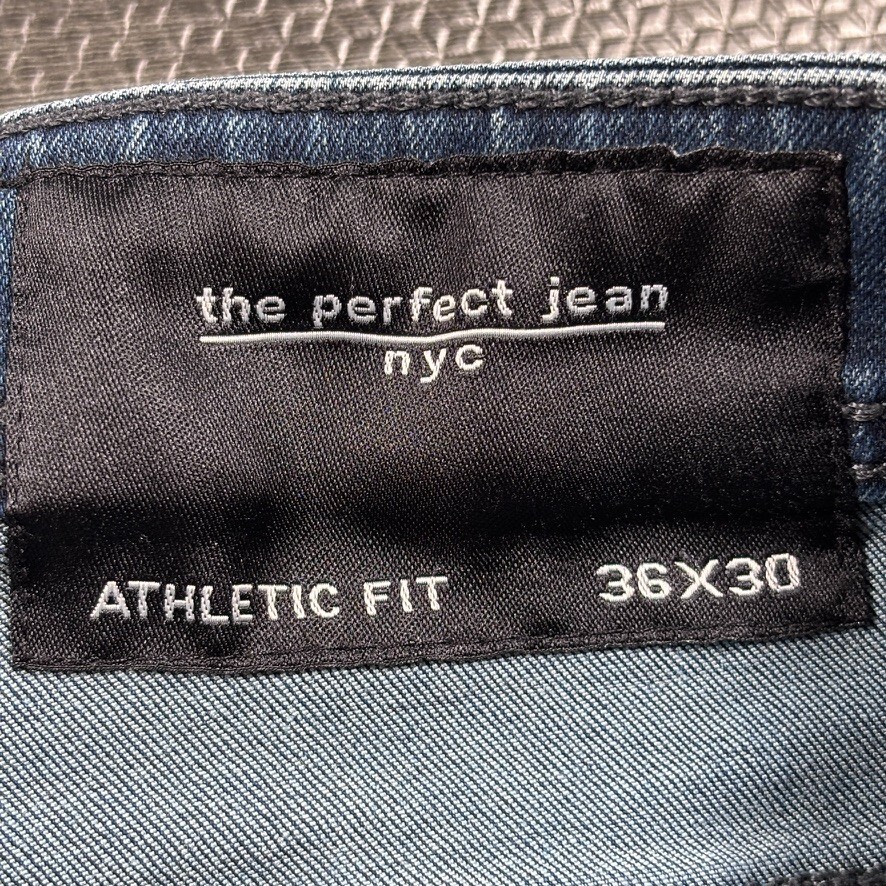 the perfect jean
nyc
ATHLETIC FIT 36X30